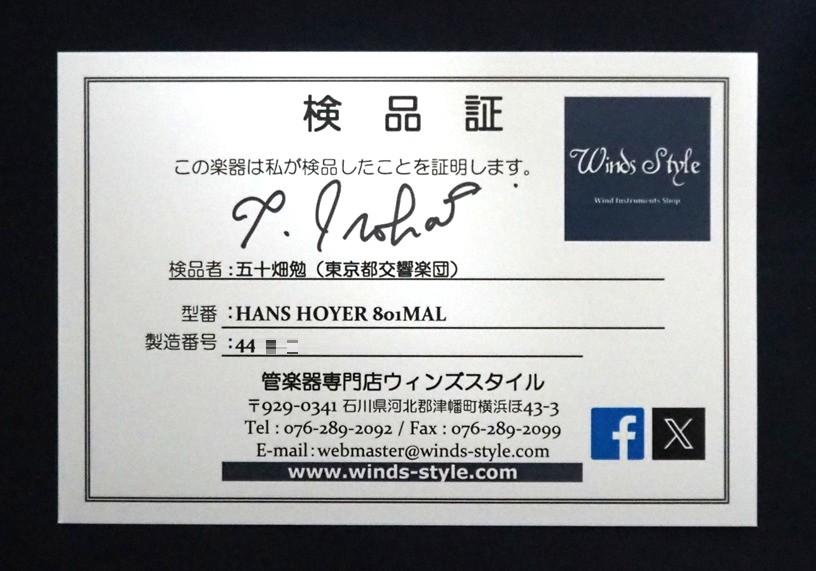 検品証
Winds Style
Wind Instruments Shop
この楽器は私が検品したことを証明します。
検品者:五十畑勉（東京都交響楽団）
型番:HANS HOYER 801MAL
製造番号:44
管楽器専門店ウィンズスタイル
〒929-0341 石川県河北郡津幡町横浜ほ43-3
Tel : 076-289-2092 / Fax : 076-289-2099
E-mail:webmaster@winds-style.com
www.winds-style.com